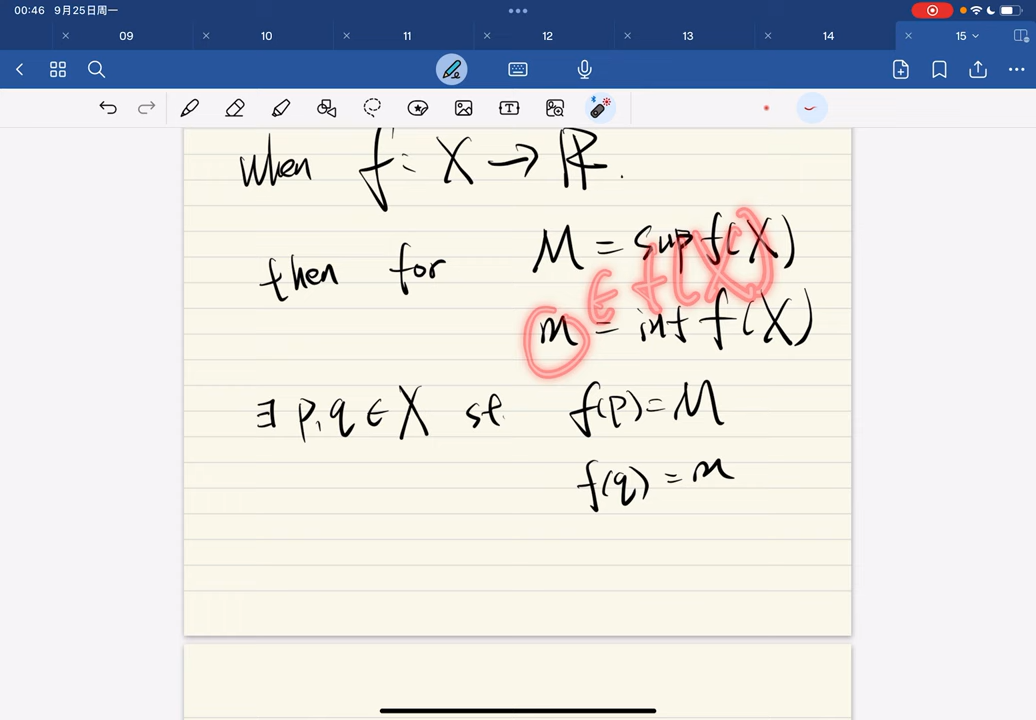 00:46 9月25日周一
09 10 11 12 13 14 15
when f: X → ℝ.
then for M = sup f(X)
∈ f(X)
m = inf f(X)
∃ p, q ∈ X st. f(p) = M
f(q) = m